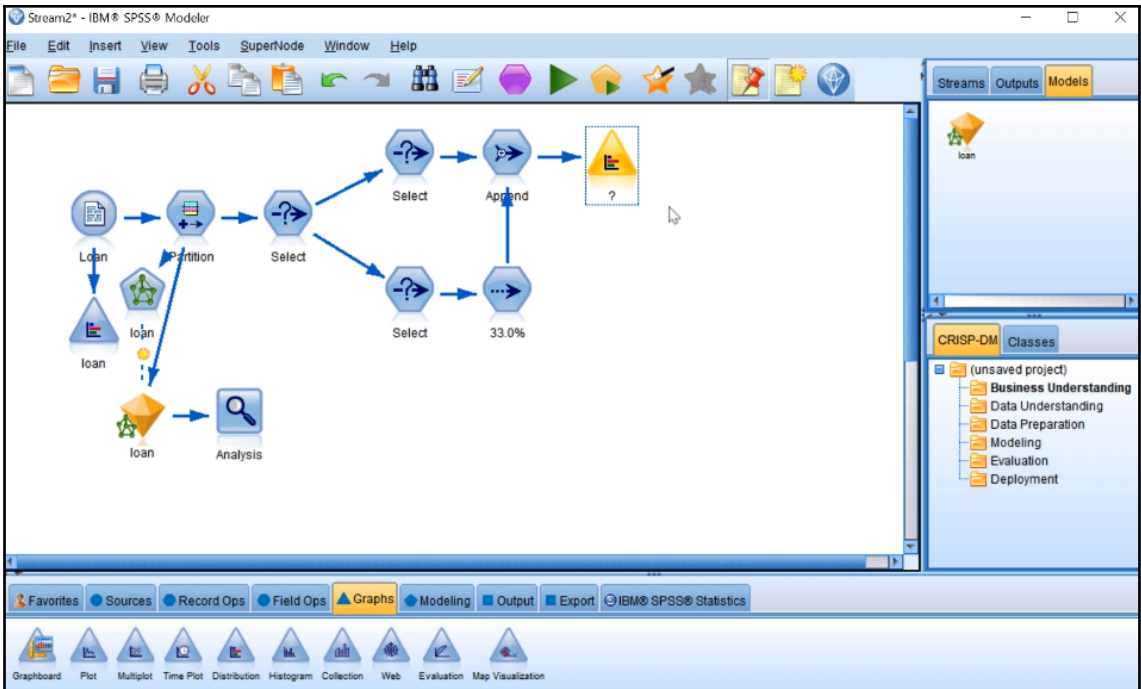 Stream2* - IBM® SPSS® Modeler
File Edit Insert View Tools SuperNode Window Help
Streams Outputs Models
loan
Select Append ?
Loan Partition Select
loan
loan
Select 33.0%
loan Analysis
CRISP-DM Classes
(unsaved project)
Business Understanding
Data Understanding
Data Preparation
Modeling
Evaluation
Deployment
Favorites Sources Record Ops Field Ops Graphs Modeling Output Export IBM® SPSS® Statistics
Graphboard Plot Multiplot Time Plot Distribution Histogram Collection Web Evaluation Map Visualization